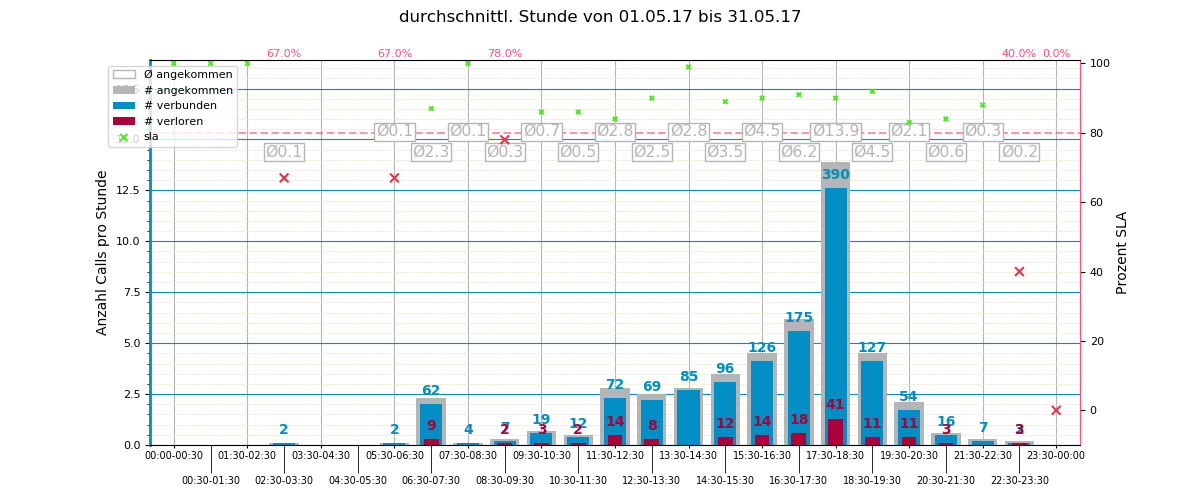 durchschnittl. Stunde von 01.05.17 bis 31.05.17
67.0% 67.0% 78.0% 40.0% 0.0%
Ø angekommen
# angekommen
# verbunden
# verloren
sla
Anzahl Calls pro Stunde
12.5
10.0
7.5
5.0
2.5
0.0
100
80
60
40
20
0
Prozent SLA
Ø0.1 Ø0.1 Ø0.7 Ø2.8 Ø2.8 Ø4.5 Ø13.9 Ø2.1 Ø0.3
Ø0.1 Ø2.3 Ø0.3 Ø0.5 Ø2.5 Ø3.5 Ø6.2 Ø4.5 Ø0.6 Ø0.2
2 2 62 4 19 12 72 69 85 96 126 175 390 127 54 16 7
9 2 3 2 14 8 12 14 18 41 11 11 3 3
00:00-00:30 01:30-02:30 03:30-04:30 05:30-06:30 07:30-08:30 09:30-10:30 11:30-12:30 13:30-14:30 15:30-16:30 17:30-18:30 19:30-20:30 21:30-22:30 23:30-00:00
00:30-01:30 02:30-03:30 04:30-05:30 06:30-07:30 08:30-09:30 10:30-11:30 12:30-13:30 14:30-15:30 16:30-17:30 18:30-19:30 20:30-21:30 22:30-23:30